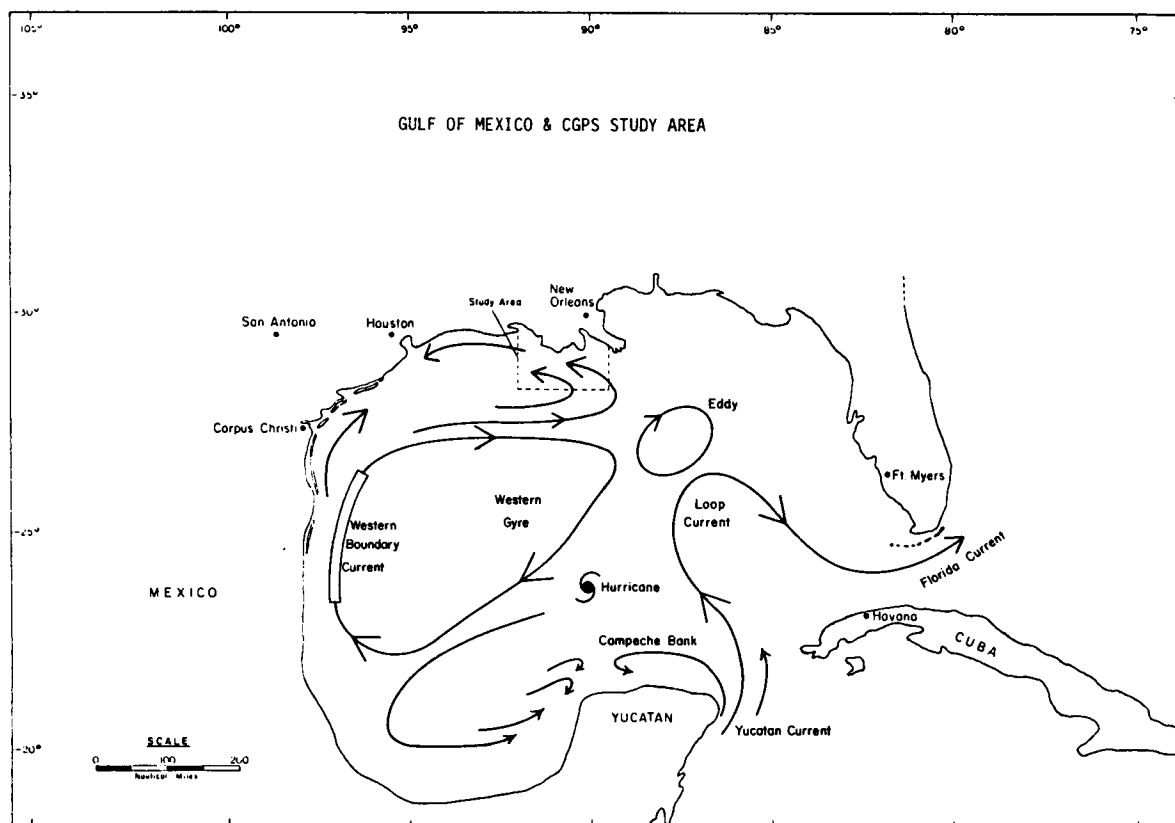 105° 100° 95° 90° 85° 80° 75°
-35°
GULF OF MEXICO & CGPS STUDY AREA
-30°
Study Area
New
Orleans
San Antonio
Houston
Corpus Christi
Eddy
Ft. Myers
Western
Gyre
Loop
Current
-25°
Western
Boundary
Current
Florida Current
MEXICO
Hurricane
Havana
CUBA
Campeche Bank
YUCATAN
Yucatan Current
-20°
SCALE
0 100 200
Nautical Miles